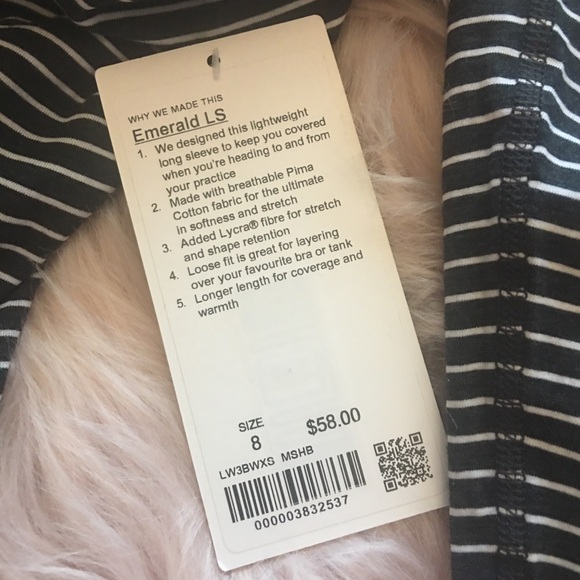 WHY WE MADE THIS
Emerald LS
1. We designed this lightweight
long sleeve to keep you covered
when you're heading to and from
your practice
2. Made with breathable Pima
Cotton fabric for the ultimate
in softness and stretch
3. Added Lycra® fibre for stretch
and shape retention
4. Loose fit is great for layering
over your favourite bra or tank
5. Longer length for coverage and
warmth
SIZE
8
$58.00
LW3BWXS MSHB
000003832537